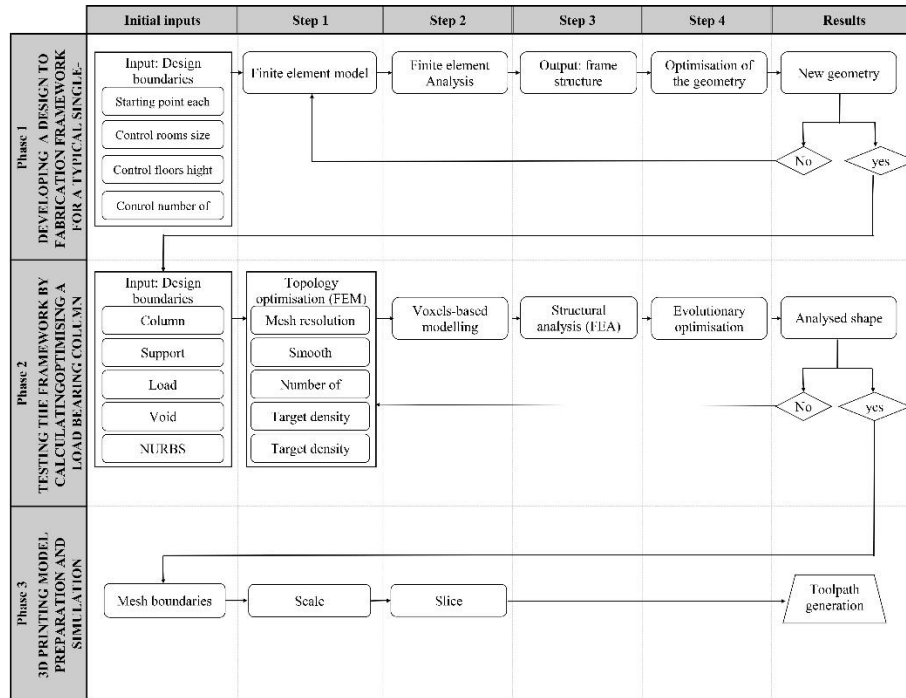 Initial inputs
Step 1
Step 2
Step 3
Step 4
Results
Phase 1
DEVELOPING A DESIGN TO
FABRICATION FRAMEWORK
FOR A TYPICAL SINGLE-
Input: Design
boundaries
Starting point each
Control rooms size
Control floors hight
Control number of
Finite element model
Finite element
Analysis
Output: frame
structure
Optimisation of
the geometry
New geometry
No
yes
Phase 2
TESTING THE FRAMEWORK BY
CALCULATINGOPTIMISING A
LOAD BEARING COLUMN
Input: Design
boundaries
Column
Support
Load
Void
NURBS
Topology
optimisation (FEM)
Mesh resolution
Smooth
Number of
Target density
Target density
Voxels-based
modelling
Structural
analysis (FEA)
Evolutionary
optimisation
Analysed shape
No
yes
Phase 3
3D PRINTING MODEL
PREPARATION AND
SIMULATION
Mesh boundaries
Scale
Slice
Toolpath
generation